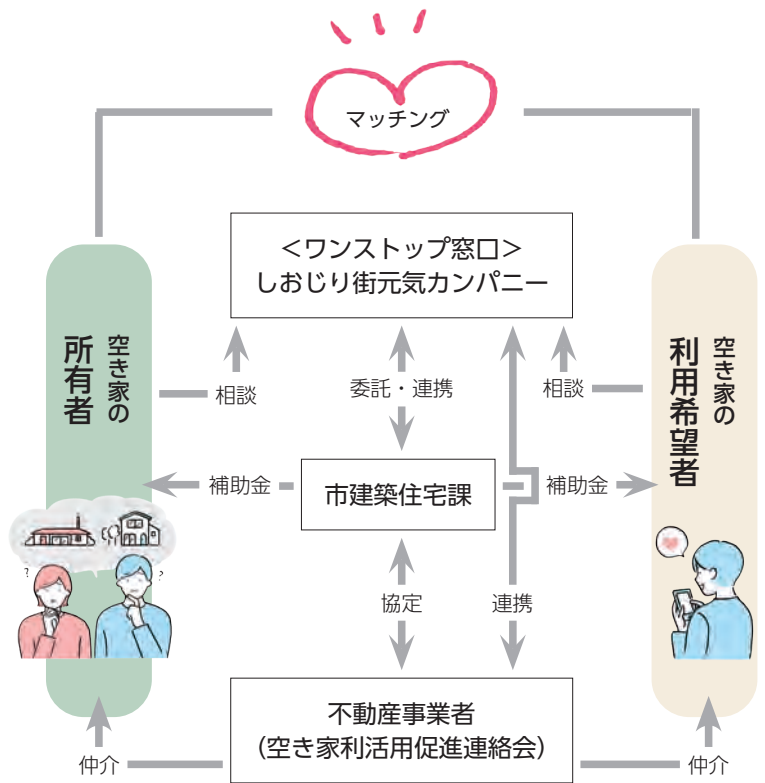 マッチング
<ワンストップ窓口>
しおじり街元気カンパニー
空き家の
所有者
空き家の
利用希望者
相談
委託・連携
相談
補助金
市建築住宅課
補助金
? ?
協定
連携
不動産事業者
(空き家利活用促進連絡会)
仲介
仲介